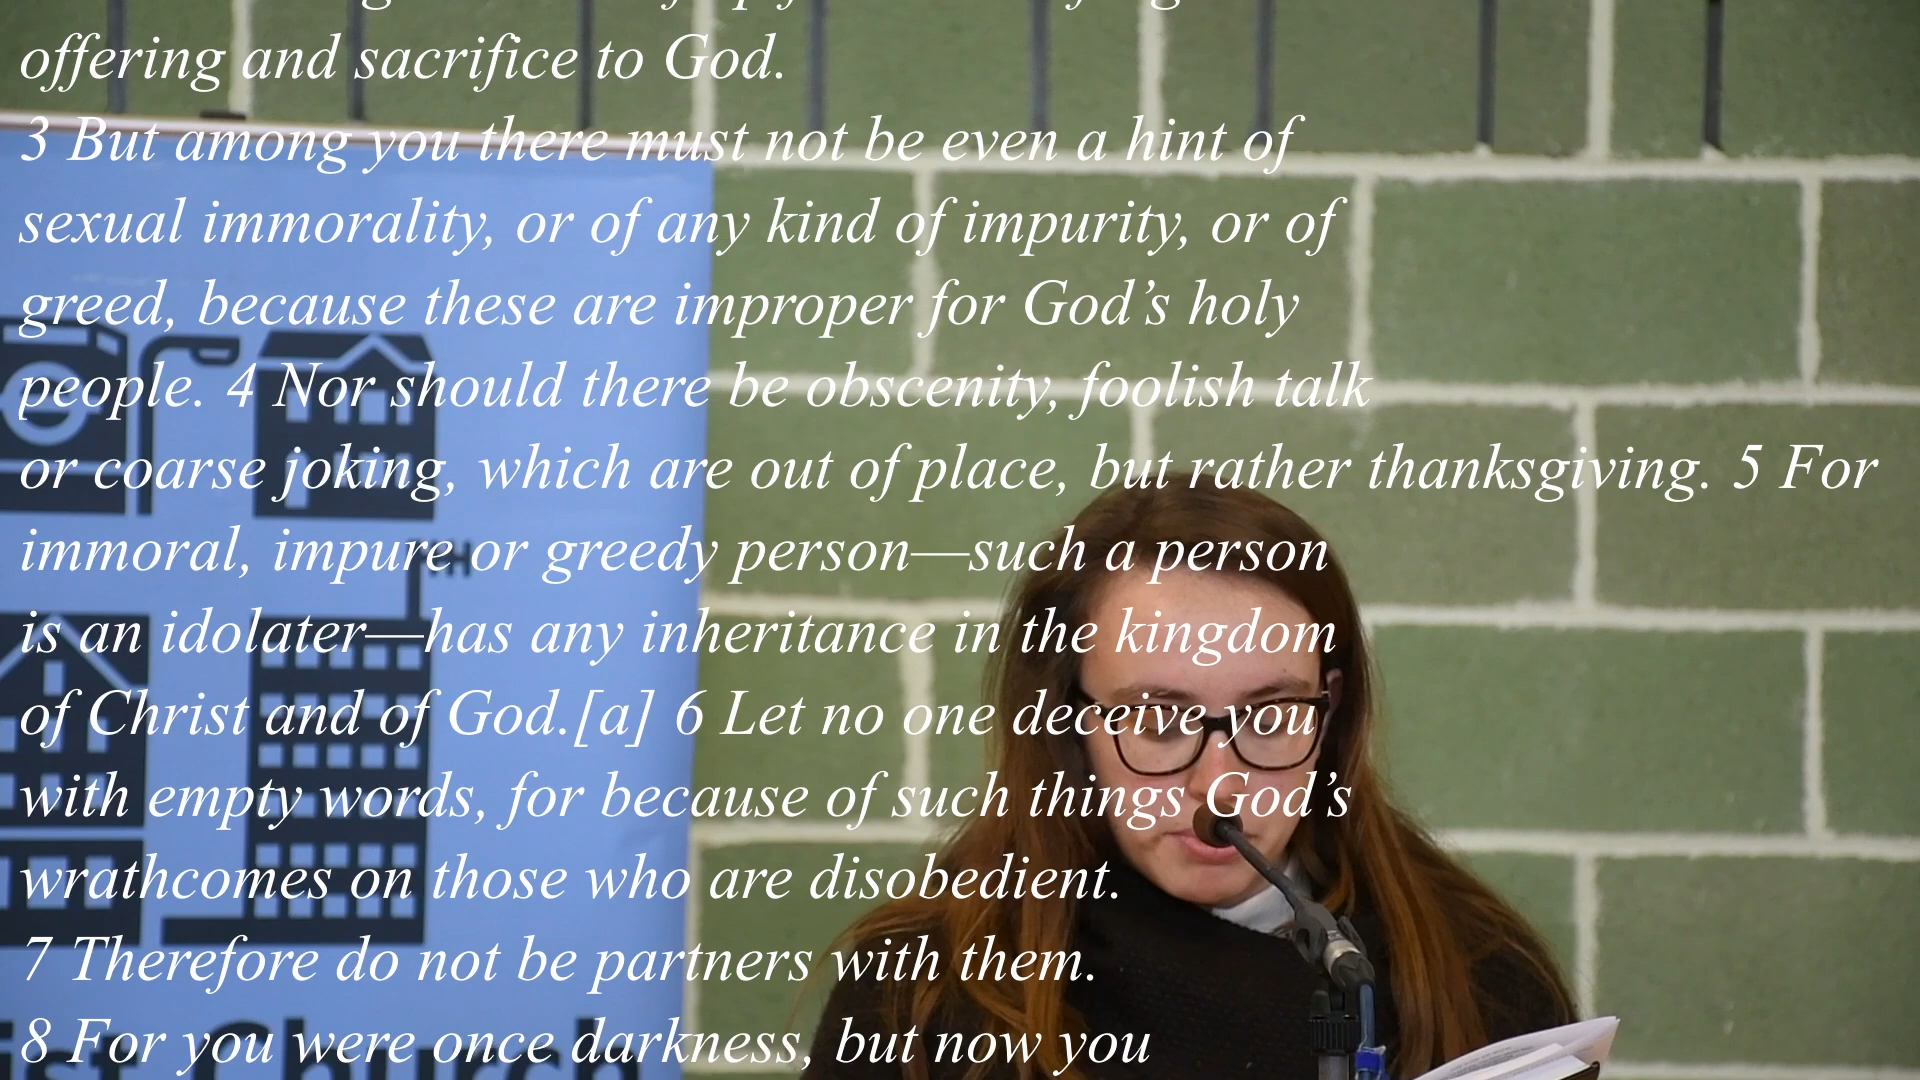 offering and sacrifice to God.
3 But among you there must not be even a hint of
sexual immorality, or of any kind of impurity, or of
greed, because these are improper for God’s holy
people. 4 Nor should there be obscenity, foolish talk
or coarse joking, which are out of place, but rather thanksgiving. 5 For
immoral, impure or greedy person—such a person
is an idolater—has any inheritance in the kingdom
of Christ and of God.[a] 6 Let no one deceive you
with empty words, for because of such things God’s
wrathcomes on those who are disobedient.
7 Therefore do not be partners with them.
8 For you were once darkness, but now you
Church